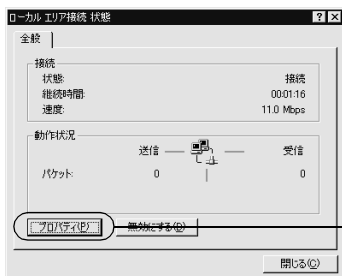 ローカル エリア接続 状態
全般
接続
状態: 接続
継続時間: 00:01:16
速度: 11.0 Mbps
動作状況
送信 受信
パケット: 0 0
プロパティ(P) 無効にする(D)
閉じる(C)